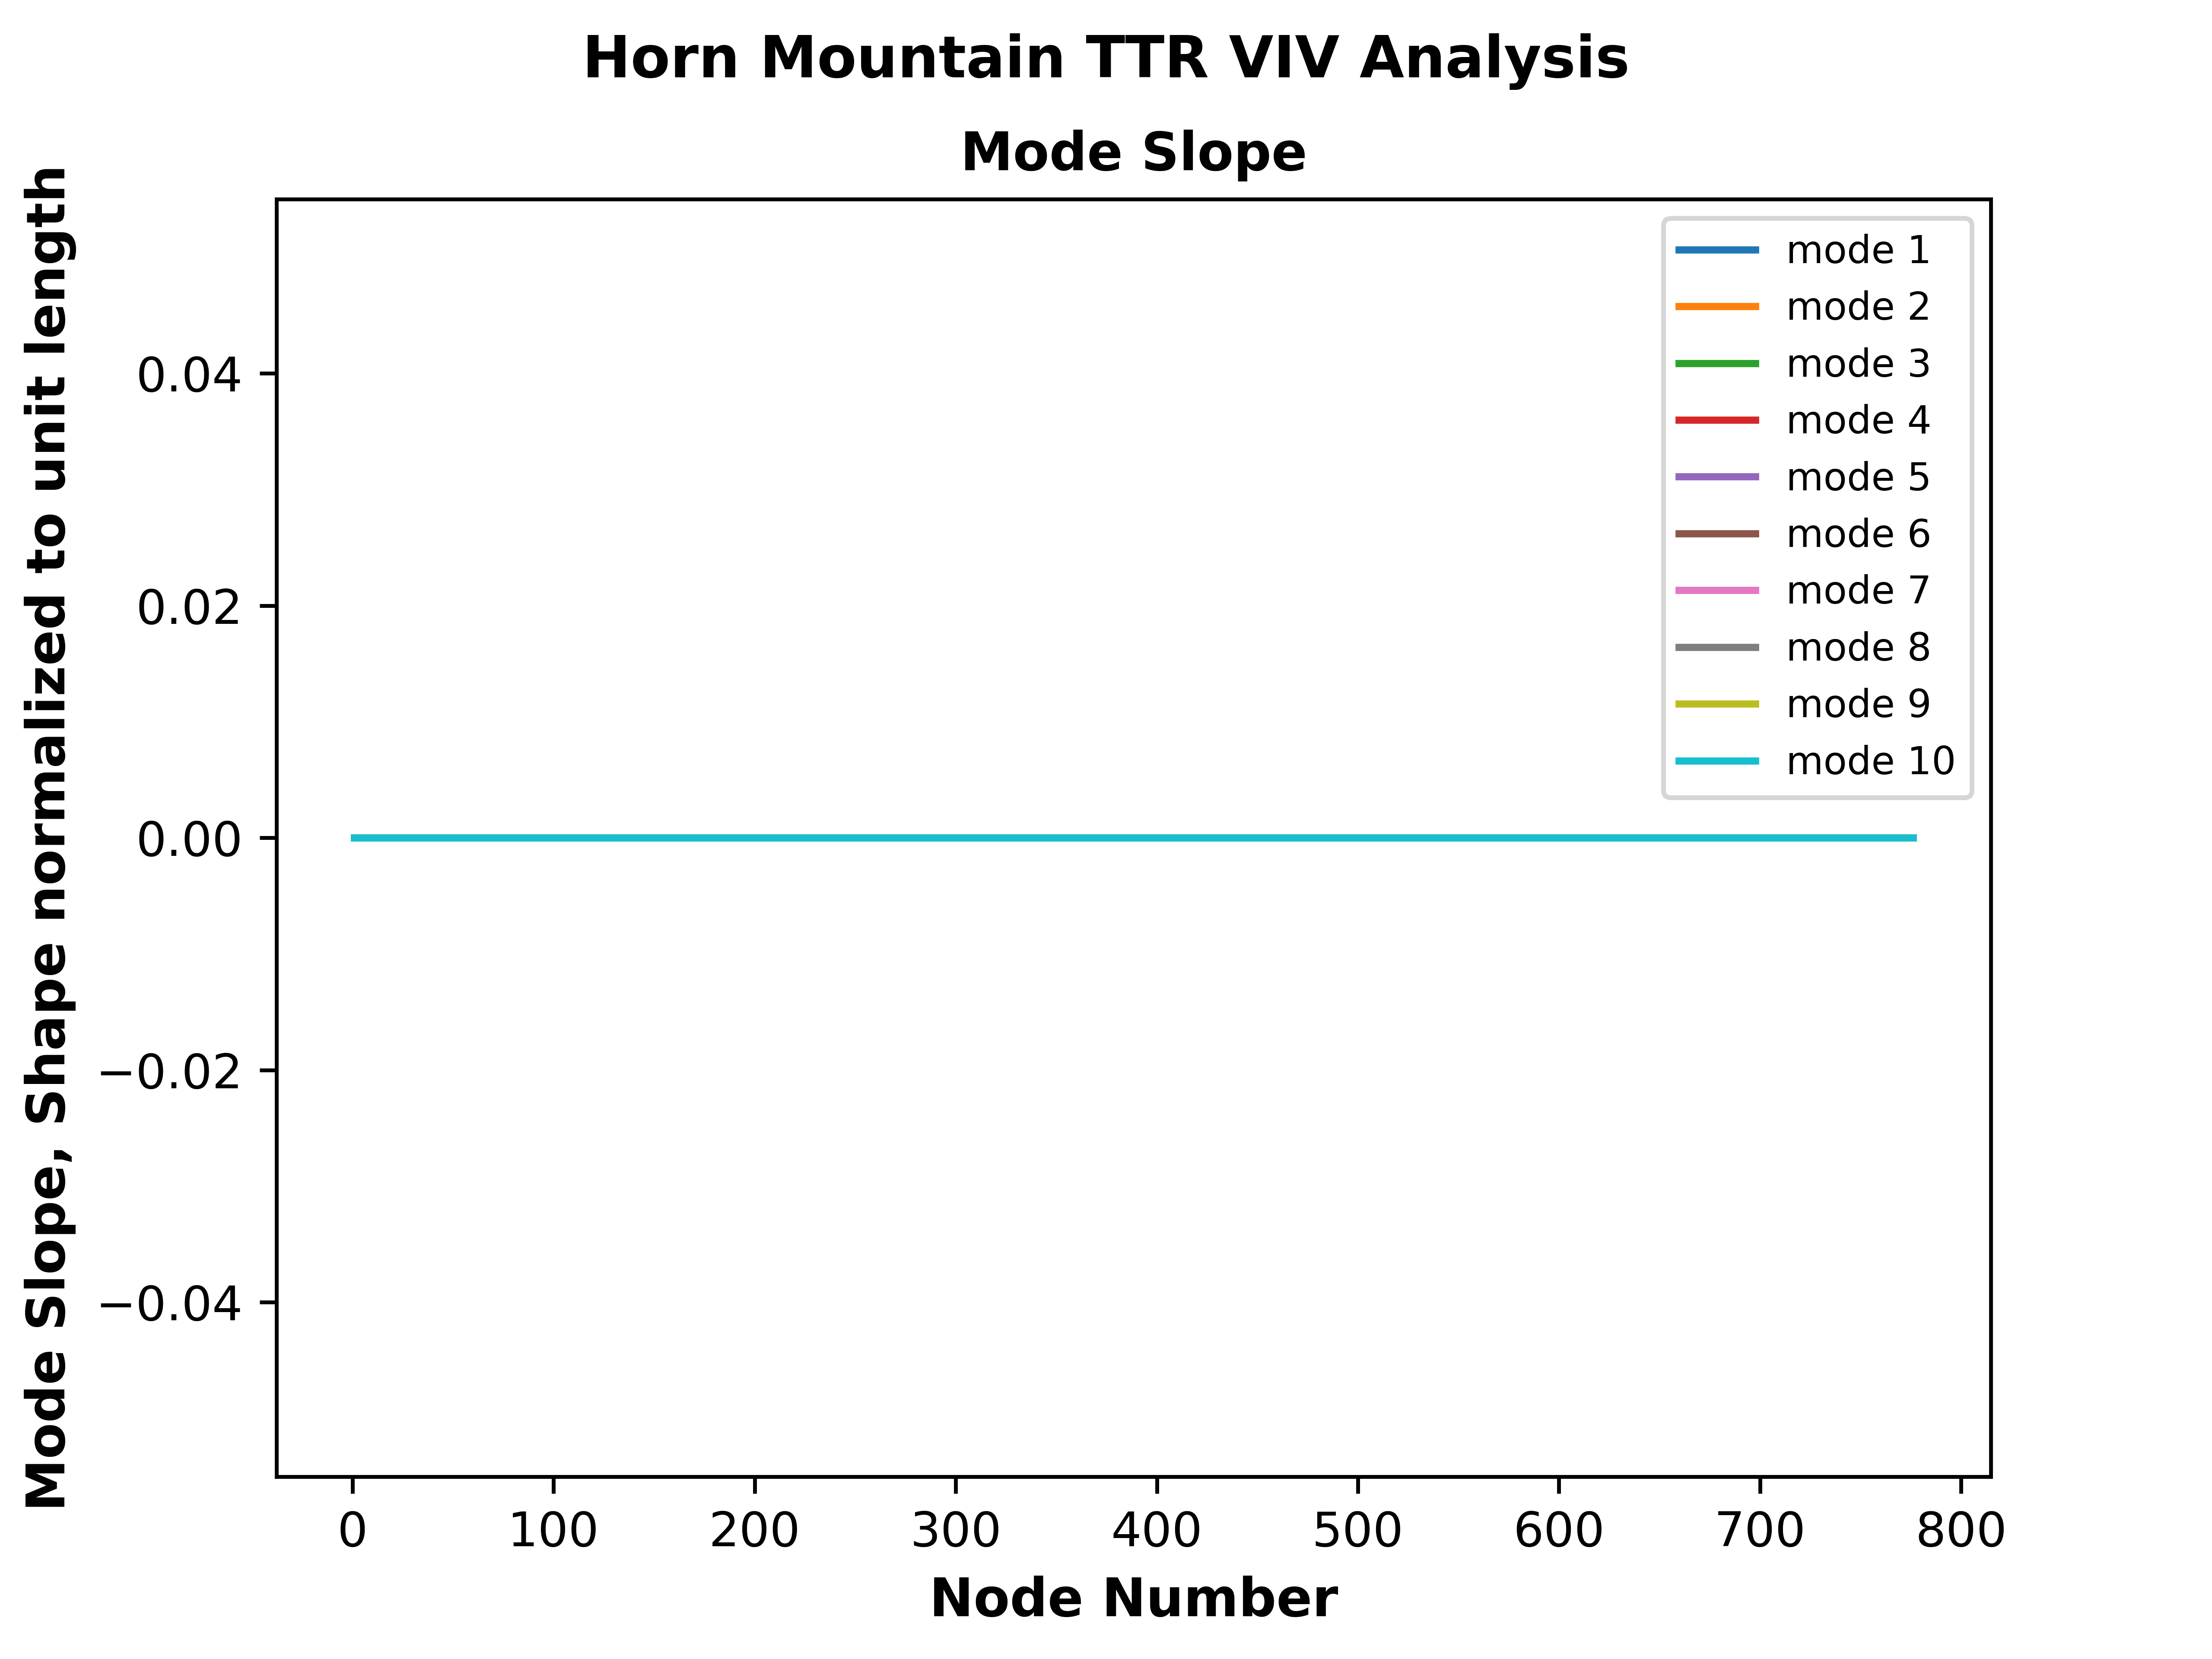 Horn Mountain TTR VIV Analysis
Mode Slope
Mode Slope, Shape normalized to unit length
0.04
0.02
0.00
−0.02
−0.04
mode 1
mode 2
mode 3
mode 4
mode 5
mode 6
mode 7
mode 8
mode 9
mode 10
0 100 200 300 400 500 600 700 800
Node Number